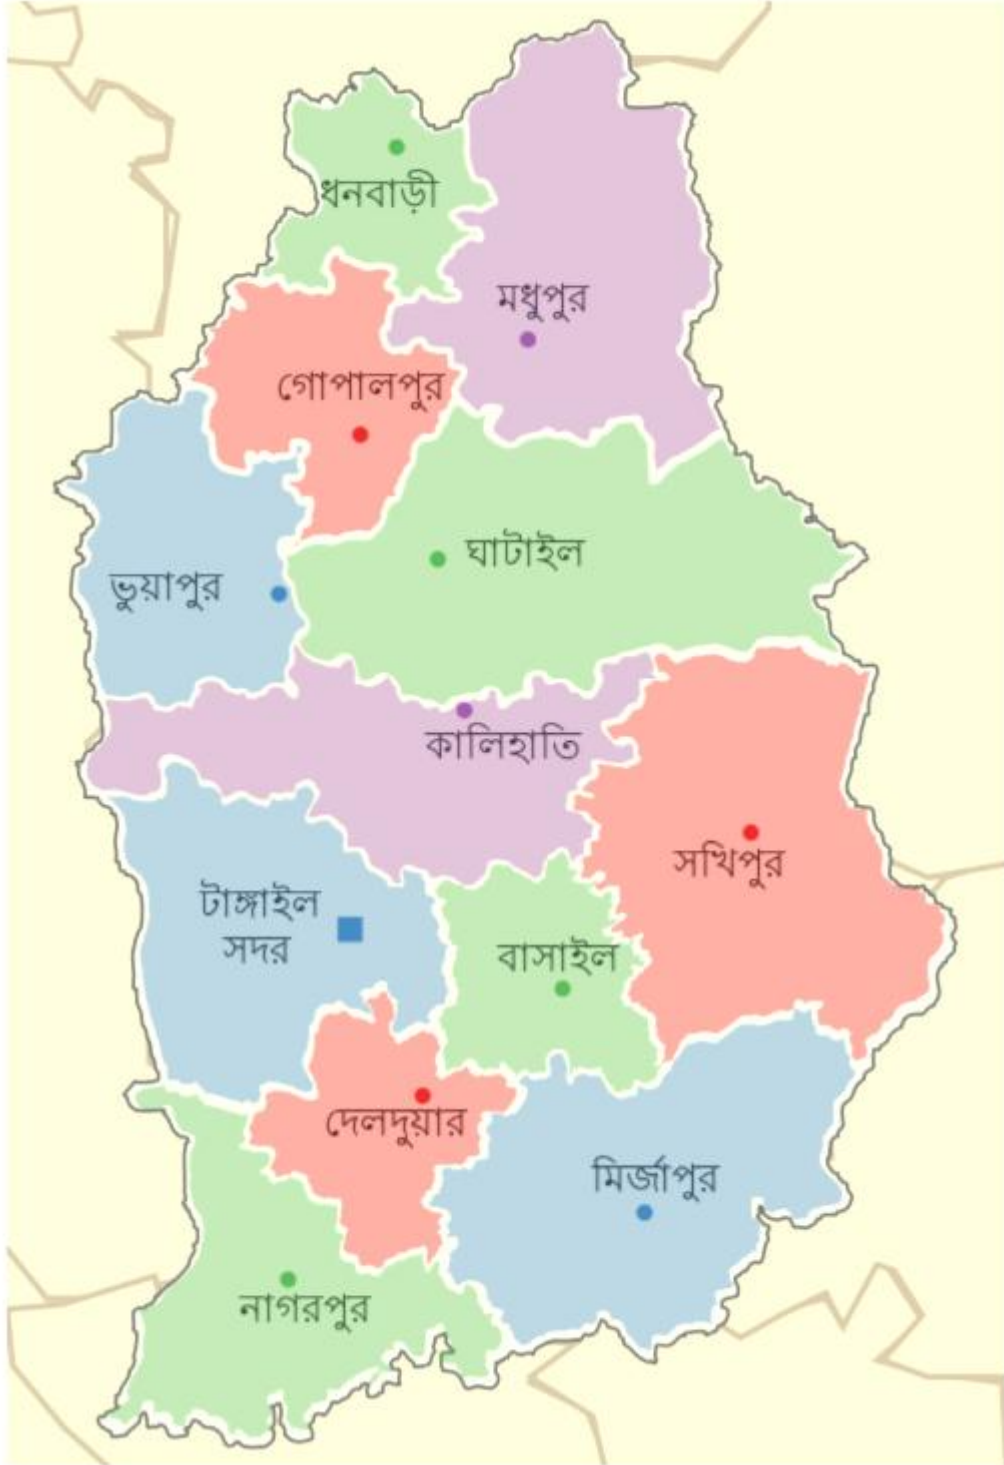 ধনবাড়ী
মধুপুর
গোপালপুর
ঘাটাইল
ভুয়াপুর
কালিহাতি
সখিপুর
টাঙ্গাইল
সদর
বাসাইল
দেলদুয়ার
মির্জাপুর
নাগরপুর